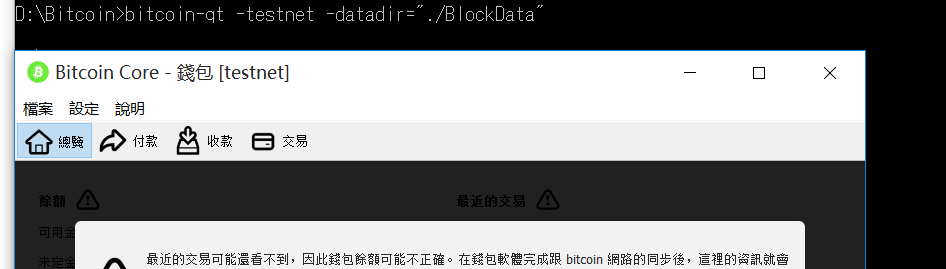 D:\Bitcoin>bitcoin-qt -testnet -datadir="./BlockData"
Bitcoin Core - 錢包 [testnet]
檔案 設定 說明
總覽 付款 收款 交易
餘額 最近的交易
可用金
最近的交易可能還看不到，因此錢包餘額可能不正確。在錢包軟體完成跟 bitcoin 網路的同步後，這裡的資訊就會
未定金